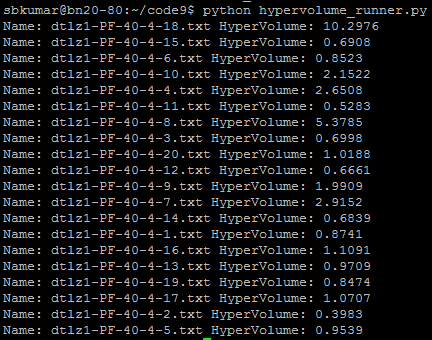 sbkumar@bn20-80:~/code9$ python hypervolume_runner.py
Name: dtlz1-PF-40-4-18.txt HyperVolume: 10.2976
Name: dtlz1-PF-40-4-15.txt HyperVolume: 0.6908
Name: dtlz1-PF-40-4-6.txt HyperVolume: 0.8523
Name: dtlz1-PF-40-4-10.txt HyperVolume: 2.1522
Name: dtlz1-PF-40-4-4.txt HyperVolume: 2.6508
Name: dtlz1-PF-40-4-11.txt HyperVolume: 0.5283
Name: dtlz1-PF-40-4-8.txt HyperVolume: 5.3785
Name: dtlz1-PF-40-4-3.txt HyperVolume: 0.6998
Name: dtlz1-PF-40-4-20.txt HyperVolume: 1.0188
Name: dtlz1-PF-40-4-12.txt HyperVolume: 0.6661
Name: dtlz1-PF-40-4-9.txt HyperVolume: 1.9909
Name: dtlz1-PF-40-4-7.txt HyperVolume: 2.9152
Name: dtlz1-PF-40-4-14.txt HyperVolume: 0.6839
Name: dtlz1-PF-40-4-1.txt HyperVolume: 0.8741
Name: dtlz1-PF-40-4-16.txt HyperVolume: 1.1091
Name: dtlz1-PF-40-4-13.txt HyperVolume: 0.9709
Name: dtlz1-PF-40-4-19.txt HyperVolume: 0.8474
Name: dtlz1-PF-40-4-17.txt HyperVolume: 1.0707
Name: dtlz1-PF-40-4-2.txt HyperVolume: 0.3983
Name: dtlz1-PF-40-4-5.txt HyperVolume: 0.9539